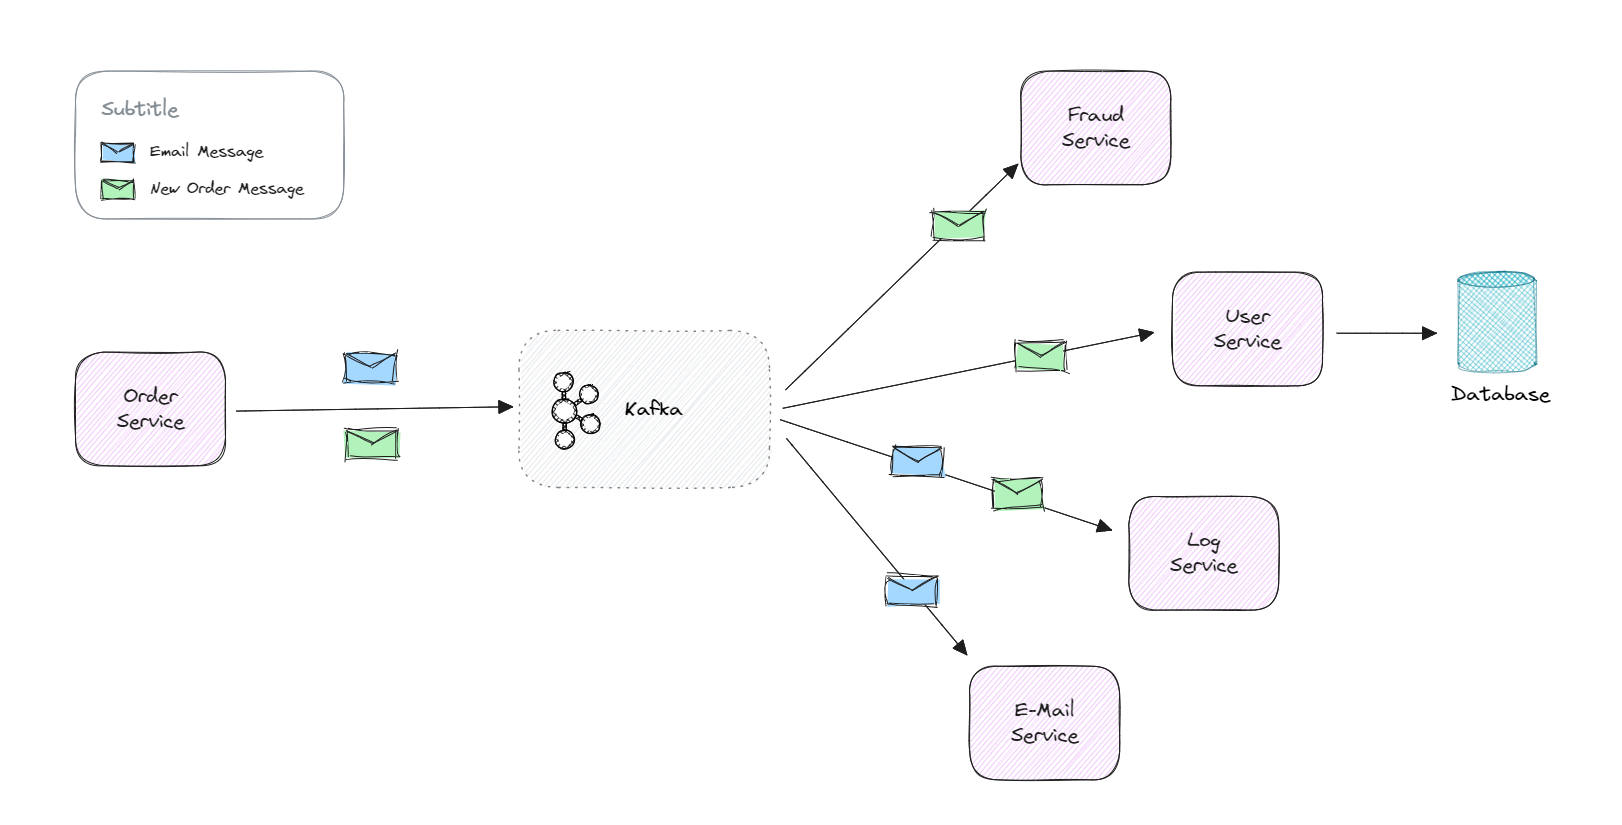 Subtitle
Email Message
New Order Message
Fraud
Service
User
Service
Database
Order
Service
Kafka
Log
Service
E-Mail
Service